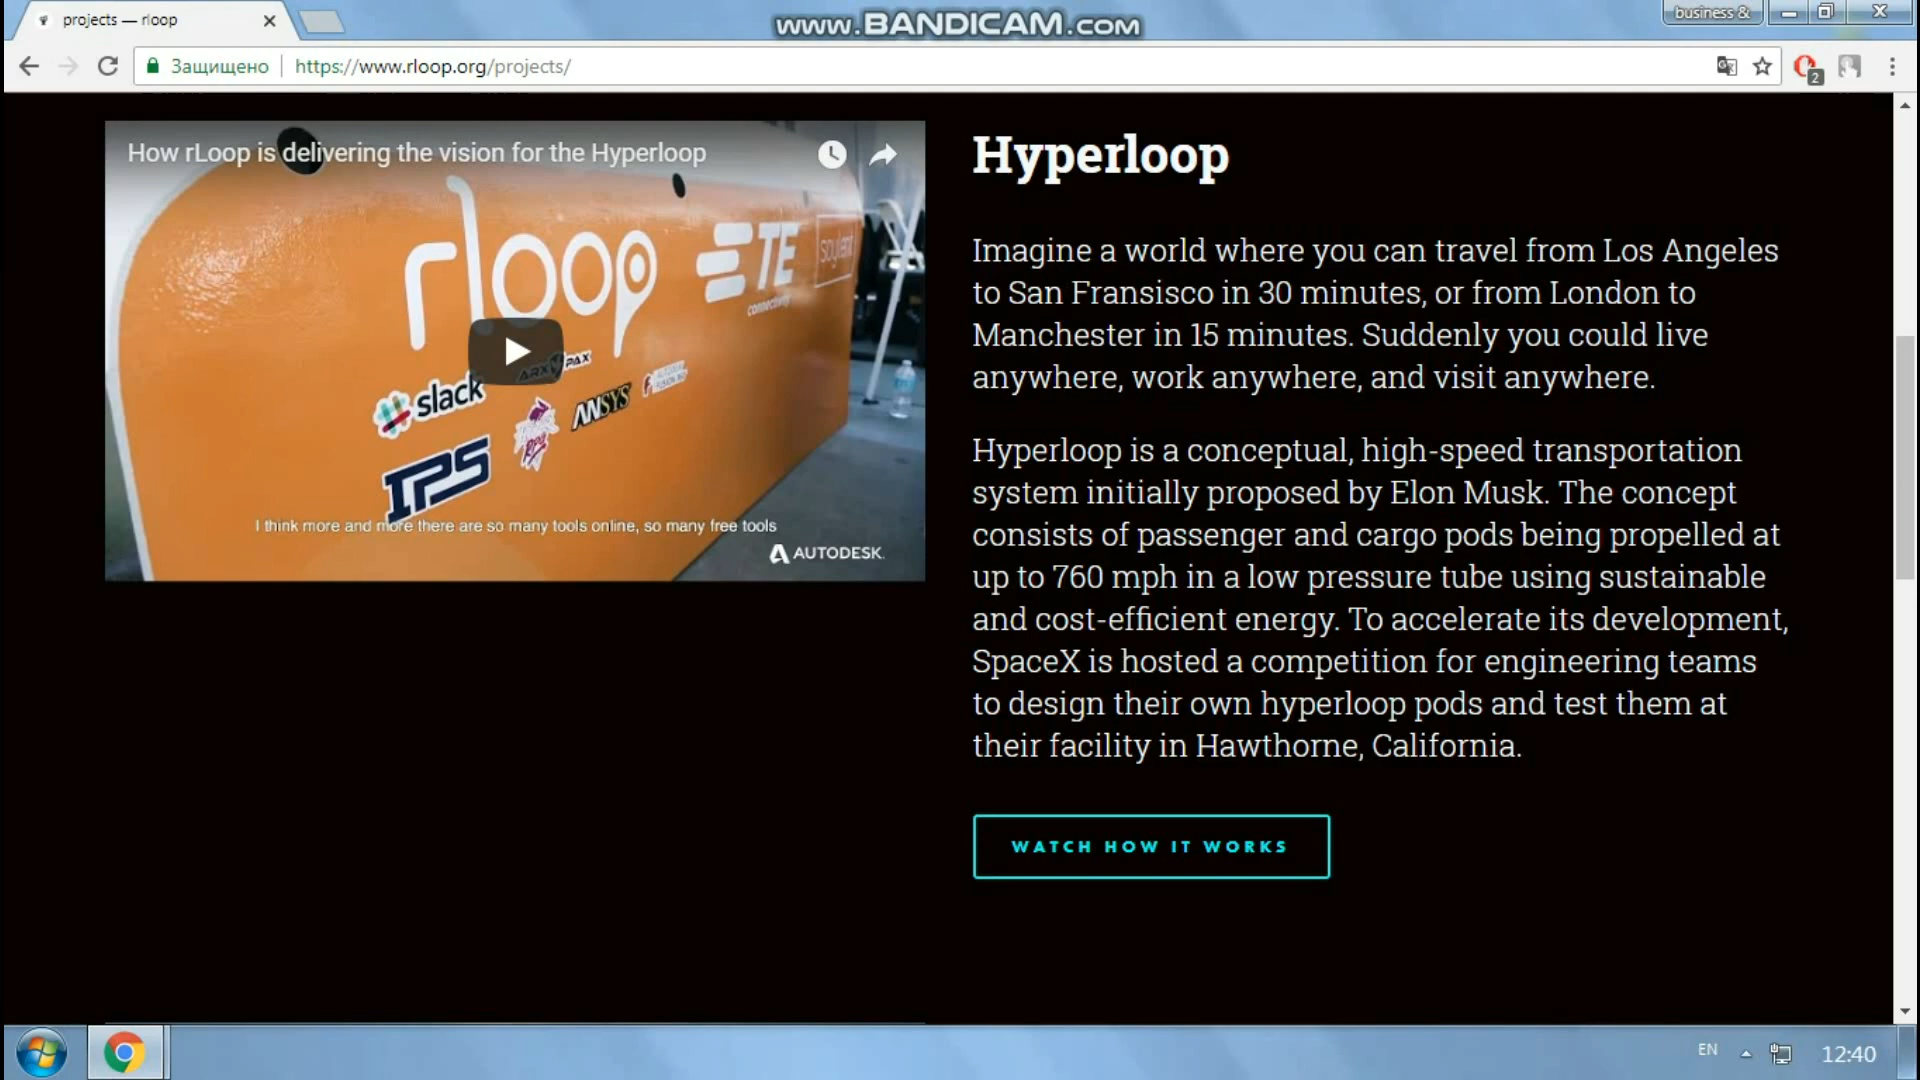 projects — rloop
www.BANDICAM.com
business &
Защищено
https://www.rloop.org/projects/
2
How rLoop is delivering the vision for the Hyperloop
rloop
TE
connectivity
soylent
ARX PAX
slack
ANSYS
IPS
I think more and more there are so many tools online, so many free tools
AUTODESK.
Hyperloop
Imagine a world where you can travel from Los Angeles
to San Fransisco in 30 minutes, or from London to
Manchester in 15 minutes. Suddenly you could live
anywhere, work anywhere, and visit anywhere.
Hyperloop is a conceptual, high-speed transportation
system initially proposed by Elon Musk. The concept
consists of passenger and cargo pods being propelled at
up to 760 mph in a low pressure tube using sustainable
and cost-efficient energy. To accelerate its development,
SpaceX is hosted a competition for engineering teams
to design their own hyperloop pods and test them at
their facility in Hawthorne, California.
WATCH HOW IT WORKS
EN
12:40